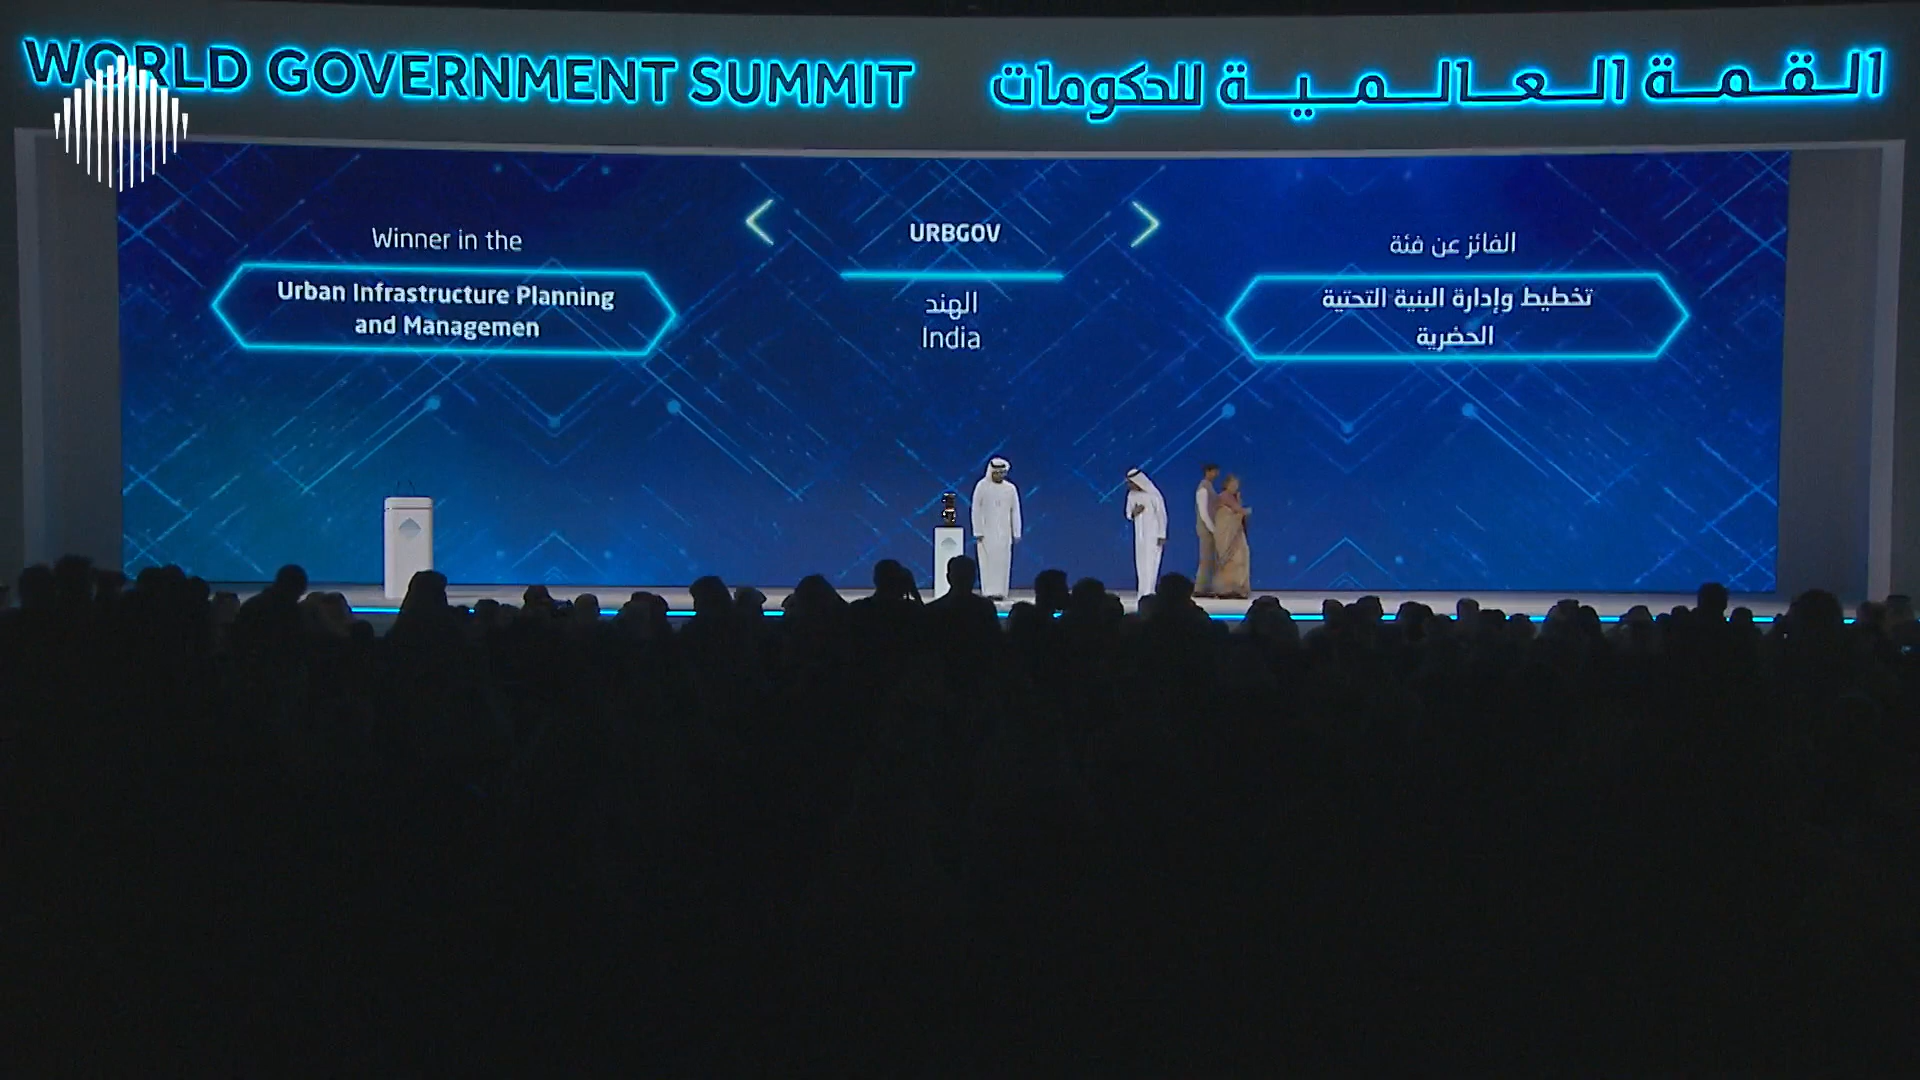 WORLD GOVERNMENT SUMMIT
القمة العالمية للحكومات
Winner in the
Urban Infrastructure Planning
and Managemen
URBGOV
الهند
India
الفائز عن فئة
تخطيط وإدارة البنية التحتية
الحضرية